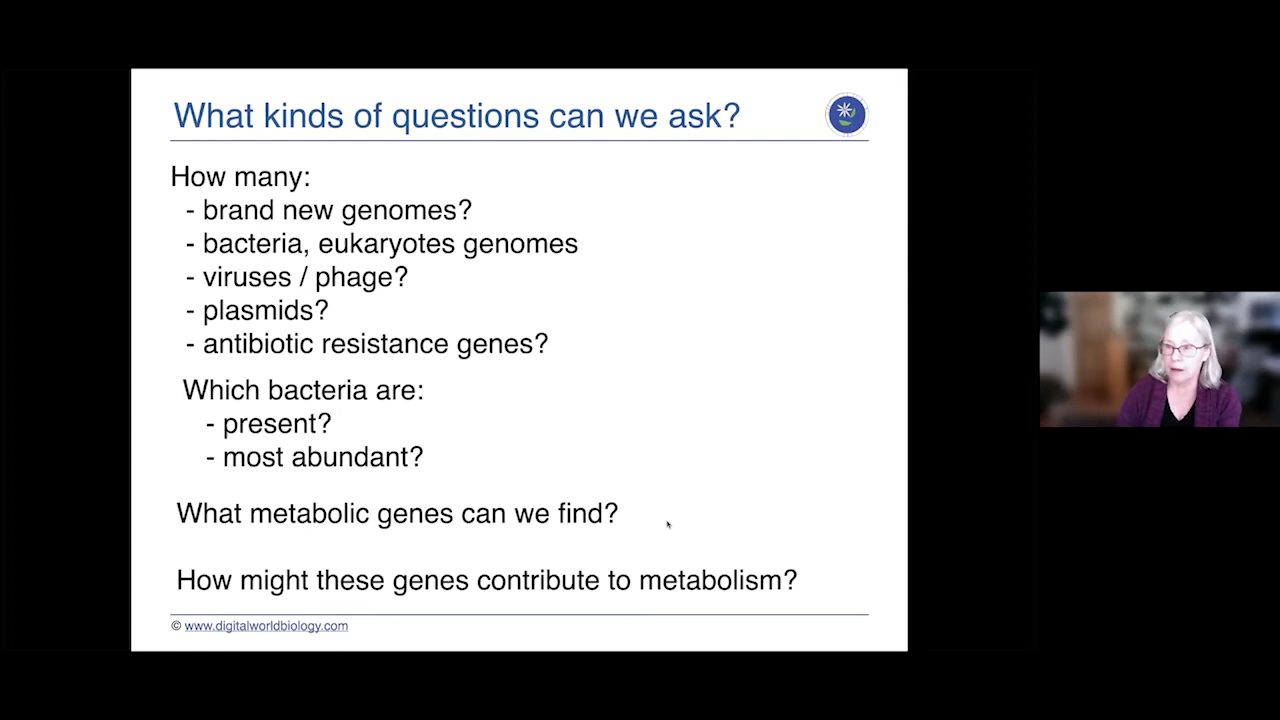 What kinds of questions can we ask?
How many:
- brand new genomes?
- bacteria, eukaryotes genomes
- viruses / phage?
- plasmids?
- antibiotic resistance genes?
Which bacteria are:
- present?
- most abundant?
What metabolic genes can we find?
How might these genes contribute to metabolism?
© www.digitalworldbiology.com